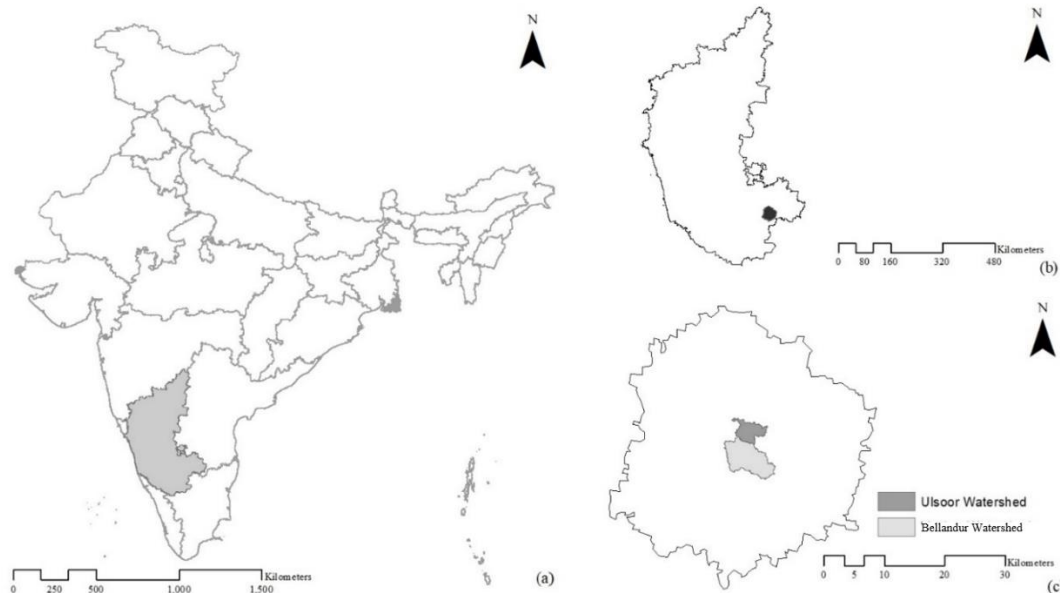 N
0 250 500 1.000 1.500 Kilometers
(a)
N
0 80 160 320 480 Kilometers
(b)
N
Ulsoor Watershed
Bellandur Watershed
0 5 10 20 30 Kilometers
(c